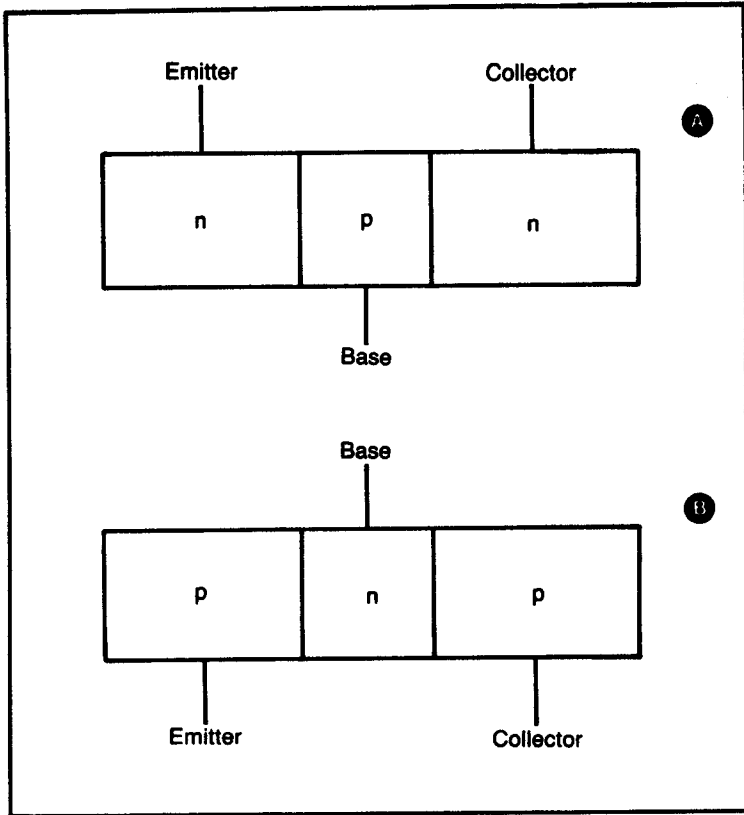 Emitter Collector
A
n p n
Base
Base
B
p n p
Emitter Collector